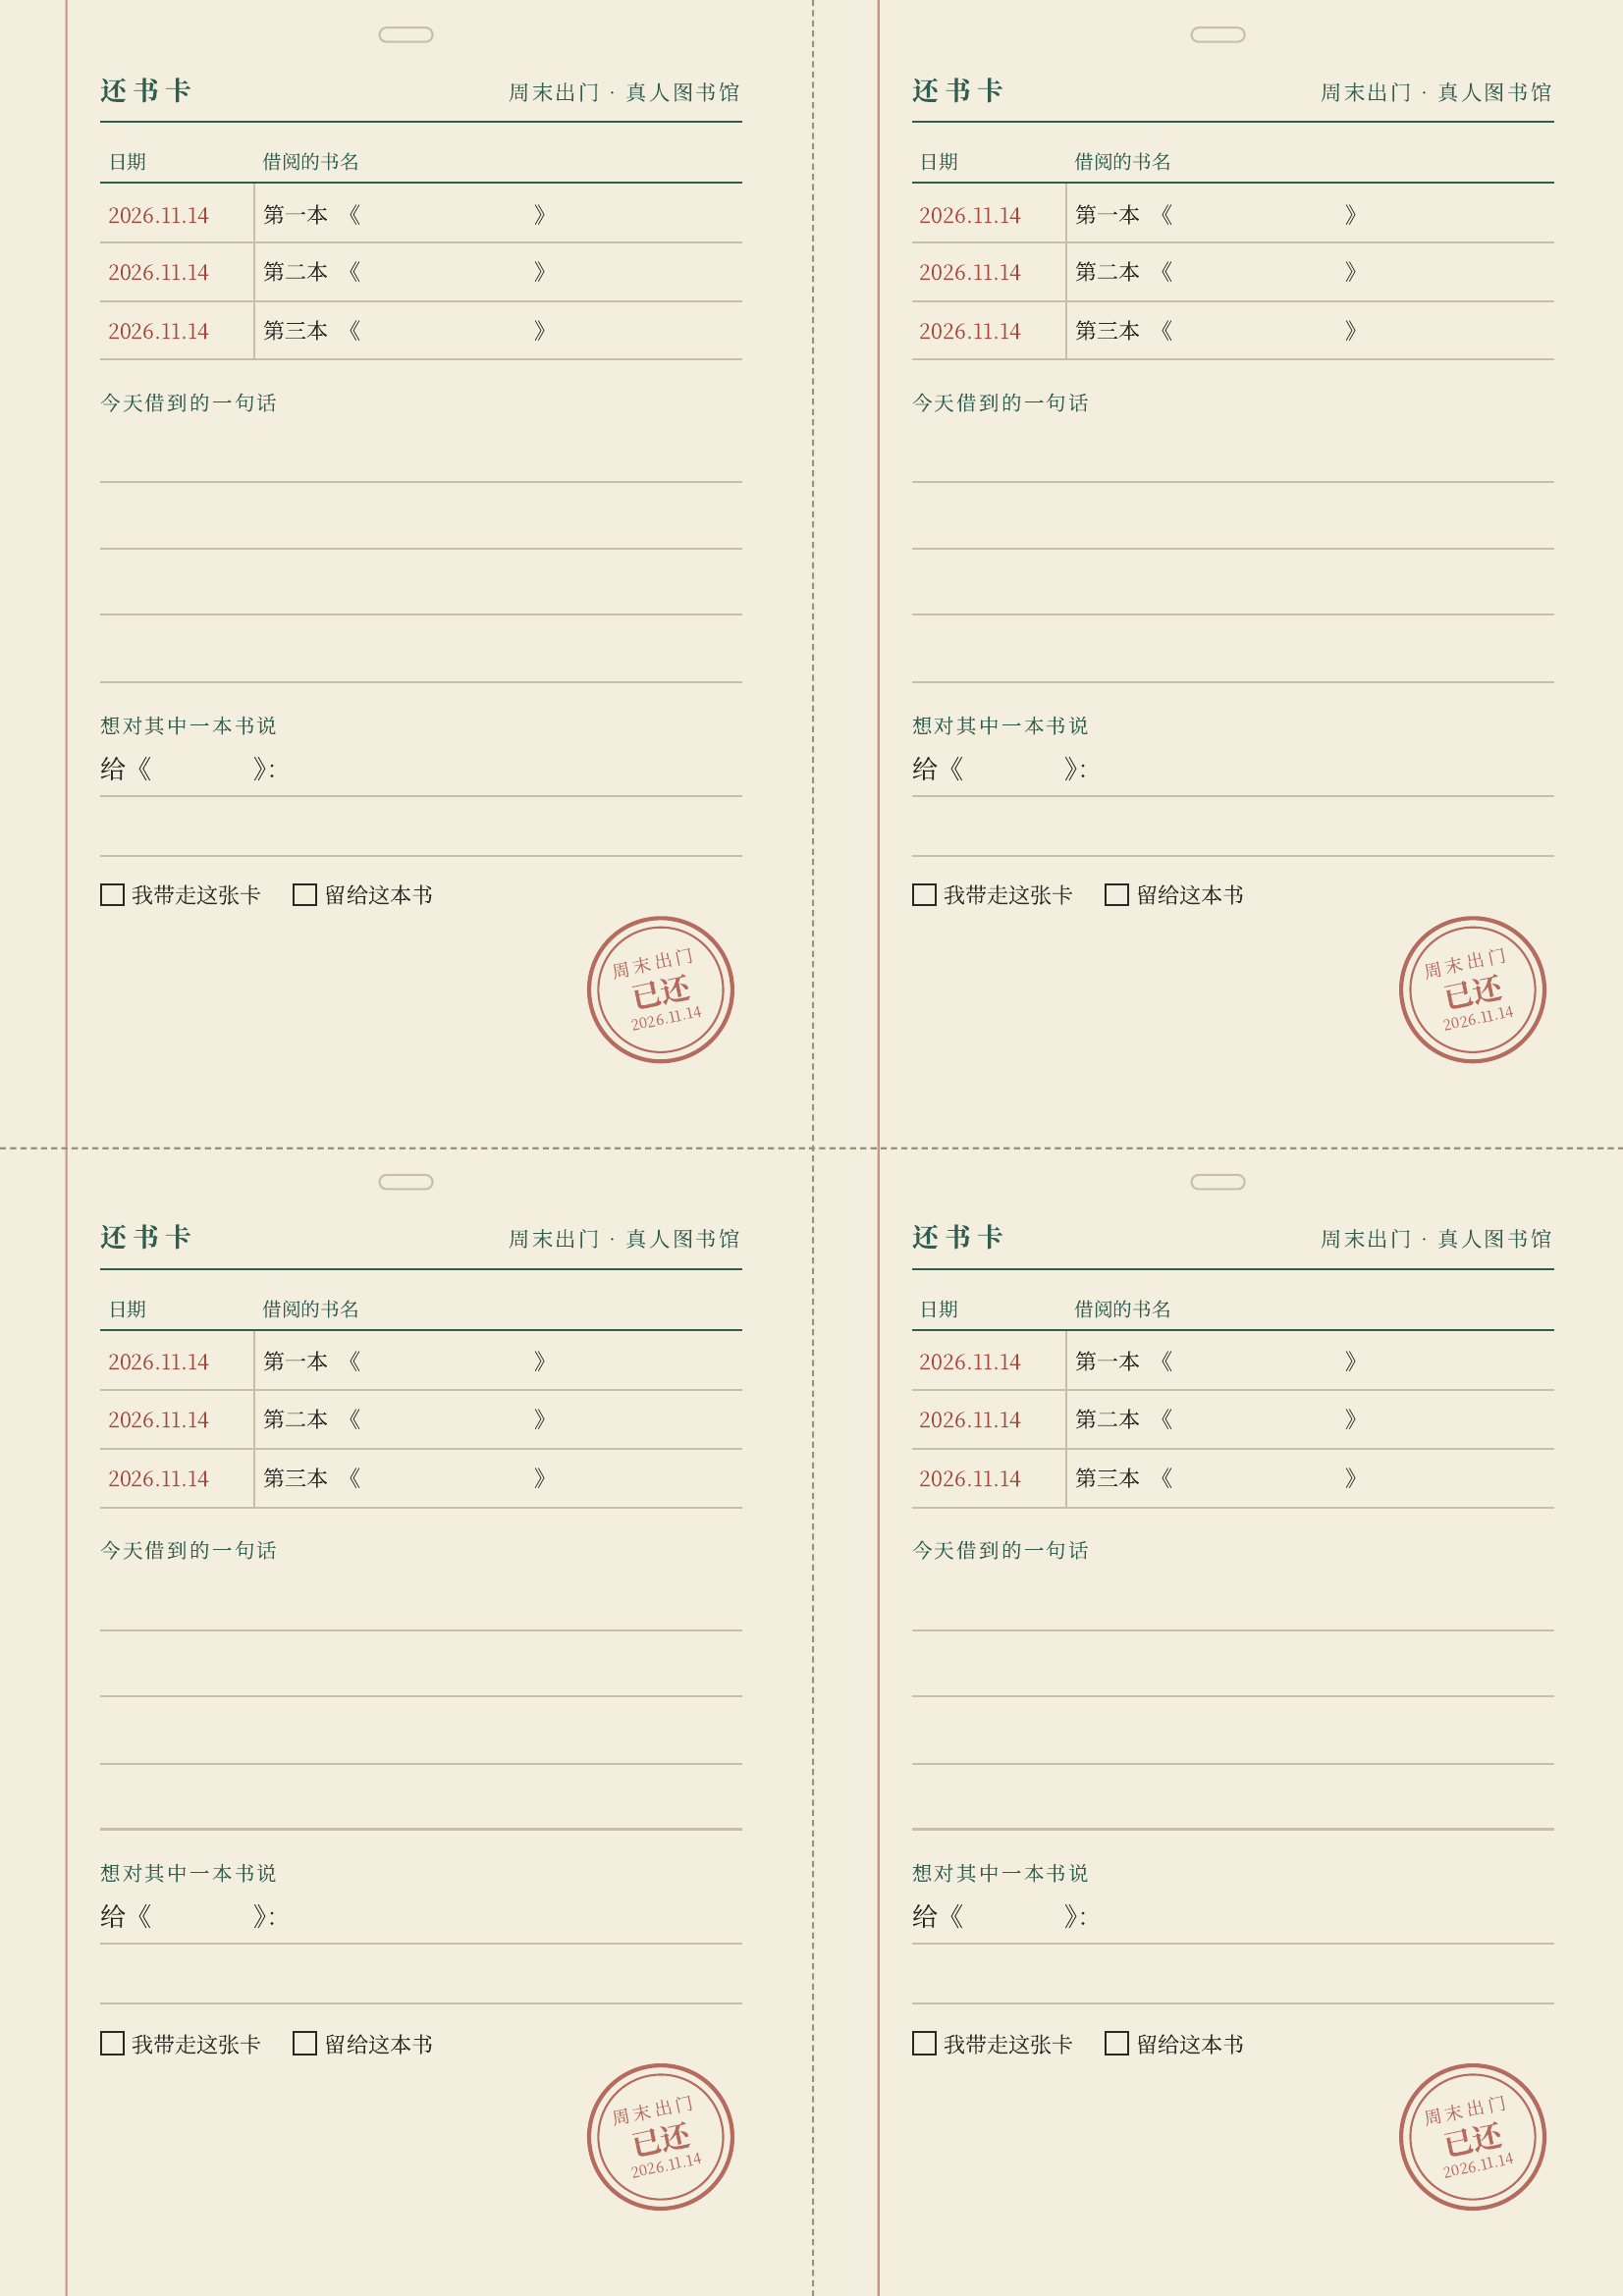 还书卡 周末出门 · 真人图书馆
日期 借阅的书名
2026.11.14 第一本 《 》
2026.11.14 第二本 《 》
2026.11.14 第三本 《 》
今天借到的一句话
想对其中一本书说
给《 》:
我带走这张卡 留给这本书
周末出门
已还
2026.11.14
还书卡 周末出门 · 真人图书馆
日期 借阅的书名
2026.11.14 第一本 《 》
2026.11.14 第二本 《 》
2026.11.14 第三本 《 》
今天借到的一句话
想对其中一本书说
给《 》:
我带走这张卡 留给这本书
周末出门
已还
2026.11.14
还书卡 周末出门 · 真人图书馆
日期 借阅的书名
2026.11.14 第一本 《 》
2026.11.14 第二本 《 》
2026.11.14 第三本 《 》
今天借到的一句话
想对其中一本书说
给《 》:
我带走这张卡 留给这本书
周末出门
已还
2026.11.14
还书卡 周末出门 · 真人图书馆
日期 借阅的书名
2026.11.14 第一本 《 》
2026.11.14 第二本 《 》
2026.11.14 第三本 《 》
今天借到的一句话
想对其中一本书说
给《 》:
我带走这张卡 留给这本书
周末出门
已还
2026.11.14